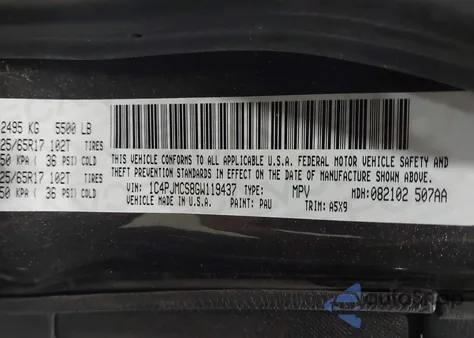 2495 KG 5500 LB
25/65R17 102T TIRES
50 KPA ( 36 PSI) COLD
25/65R17 102T TIRES
50 KPA ( 36 PSI) COLD
THIS VEHICLE CONFORMS TO ALL APPLICABLE U.S.A. FEDERAL MOTOR VEHICLE SAFETY AND
THEFT PREVENTION STANDARDS IN EFFECT ON THE DATE OF MANUFACTURE SHOWN ABOVE.
VIN: 1C4PJMCS8GW119437 TYPE: MPV MDH:082102 507AA
VEHICLE MADE IN U.S.A. PAINT: PAU TRIM: A5X9
autoSnap